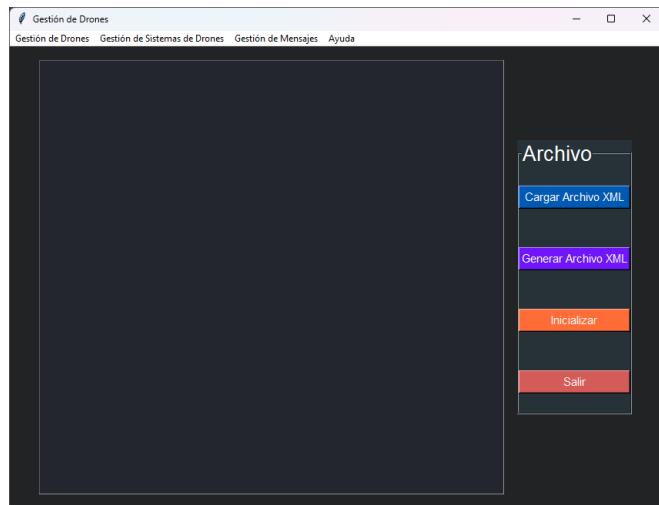 Gestión de Drones
Gestión de Drones Gestión de Sistemas de Drones Gestión de Mensajes Ayuda
Archivo
Cargar Archivo XML
Generar Archivo XML
Inicializar
Salir